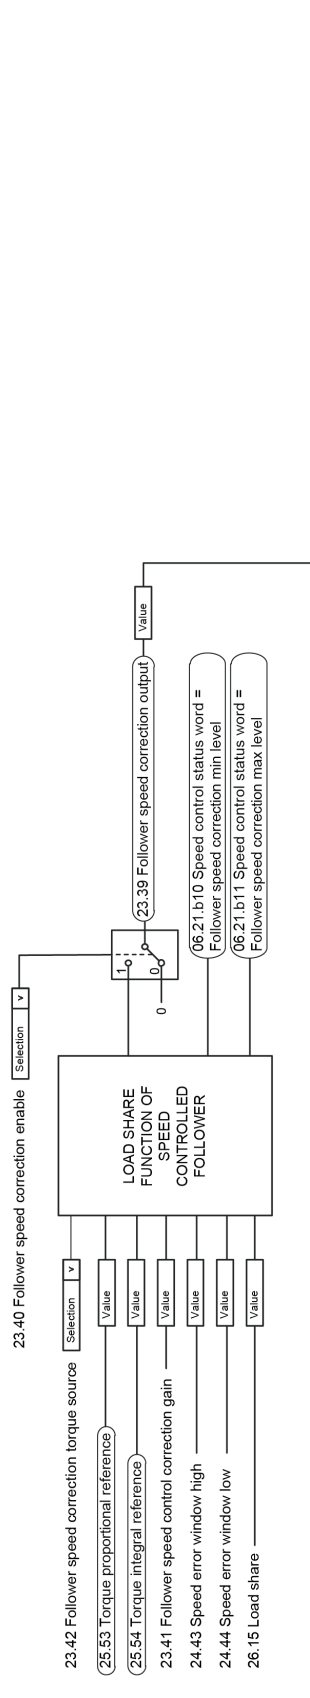 23.40 Follower speed correction enable
Selection
v
23.42 Follower speed correction torque source
Selection
v
25.53 Torque proportional reference
Value
25.54 Torque integral reference
Value
23.41 Follower speed control correction gain
Value
24.43 Speed error window high
Value
24.44 Speed error window low
Value
26.15 Load share
Value
LOAD SHARE
FUNCTION OF
SPEED
CONTROLLED
FOLLOWER
1
0
0
23.39 Follower speed correction output
Value
06.21.b10 Speed control status word =
Follower speed correction min level
06.21.b11 Speed control status word =
Follower speed correction max level